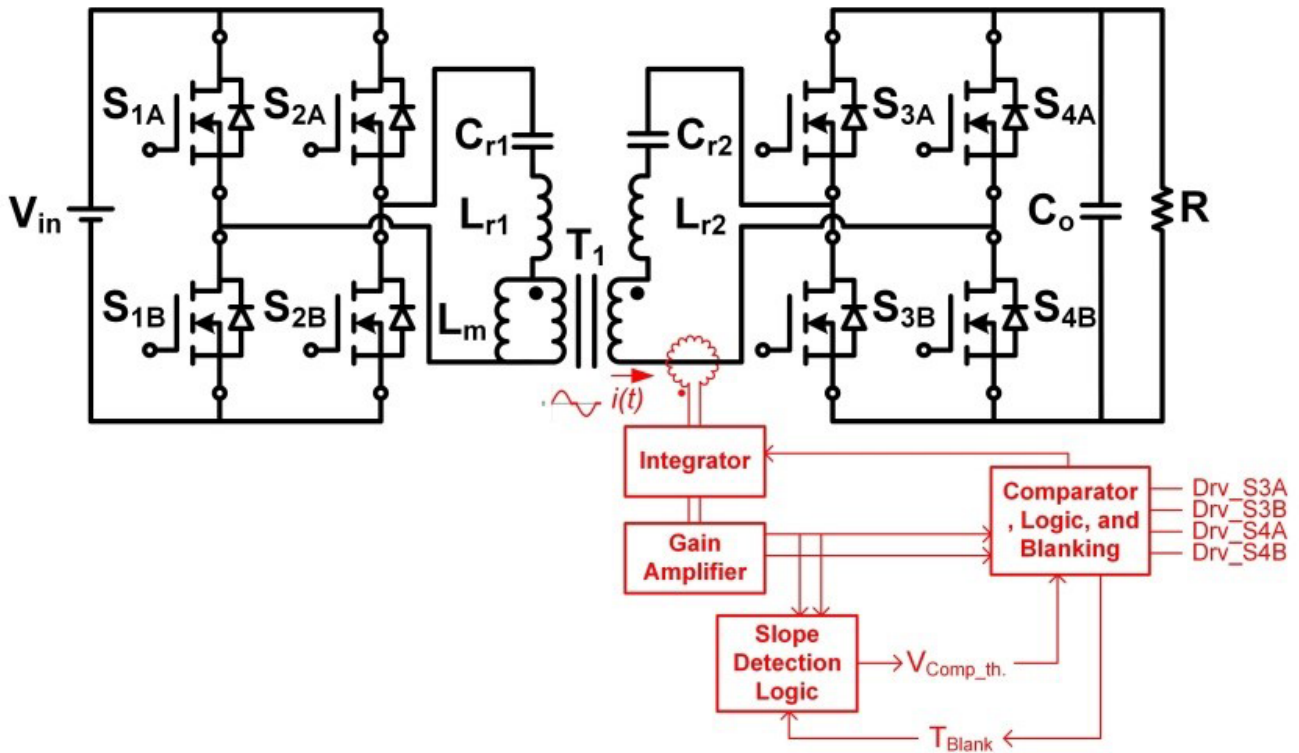 S1A
S2A
Cr1
Cr2
S3A
S4A
Vin
Lr1
Lr2
Co
R
T1
S1B
S2B
Lm
S3B
S4B
i(t)
Integrator
Gain
Amplifier
Comparator
, Logic, and
Blanking
Drv_S3A
Drv_S3B
Drv_S4A
Drv_S4B
Slope
Detection
Logic
VComp_th.
TBlank